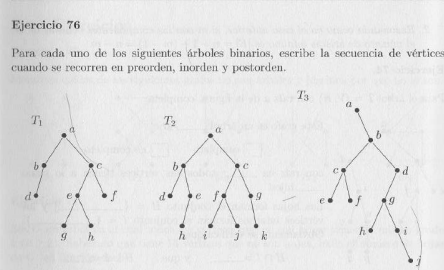 Ejercicio 76
Para cada uno de los siguientes árboles binarios, escribe la secuencia de vértices
cuando se recorren en preorden, inorden y postorden.
T3
a
T1
T2
a
a
b
b
c
b
c
c
d
d
e
f
d
e
f
g
e
f
g
g
h
h
i
j
k
h
i
j